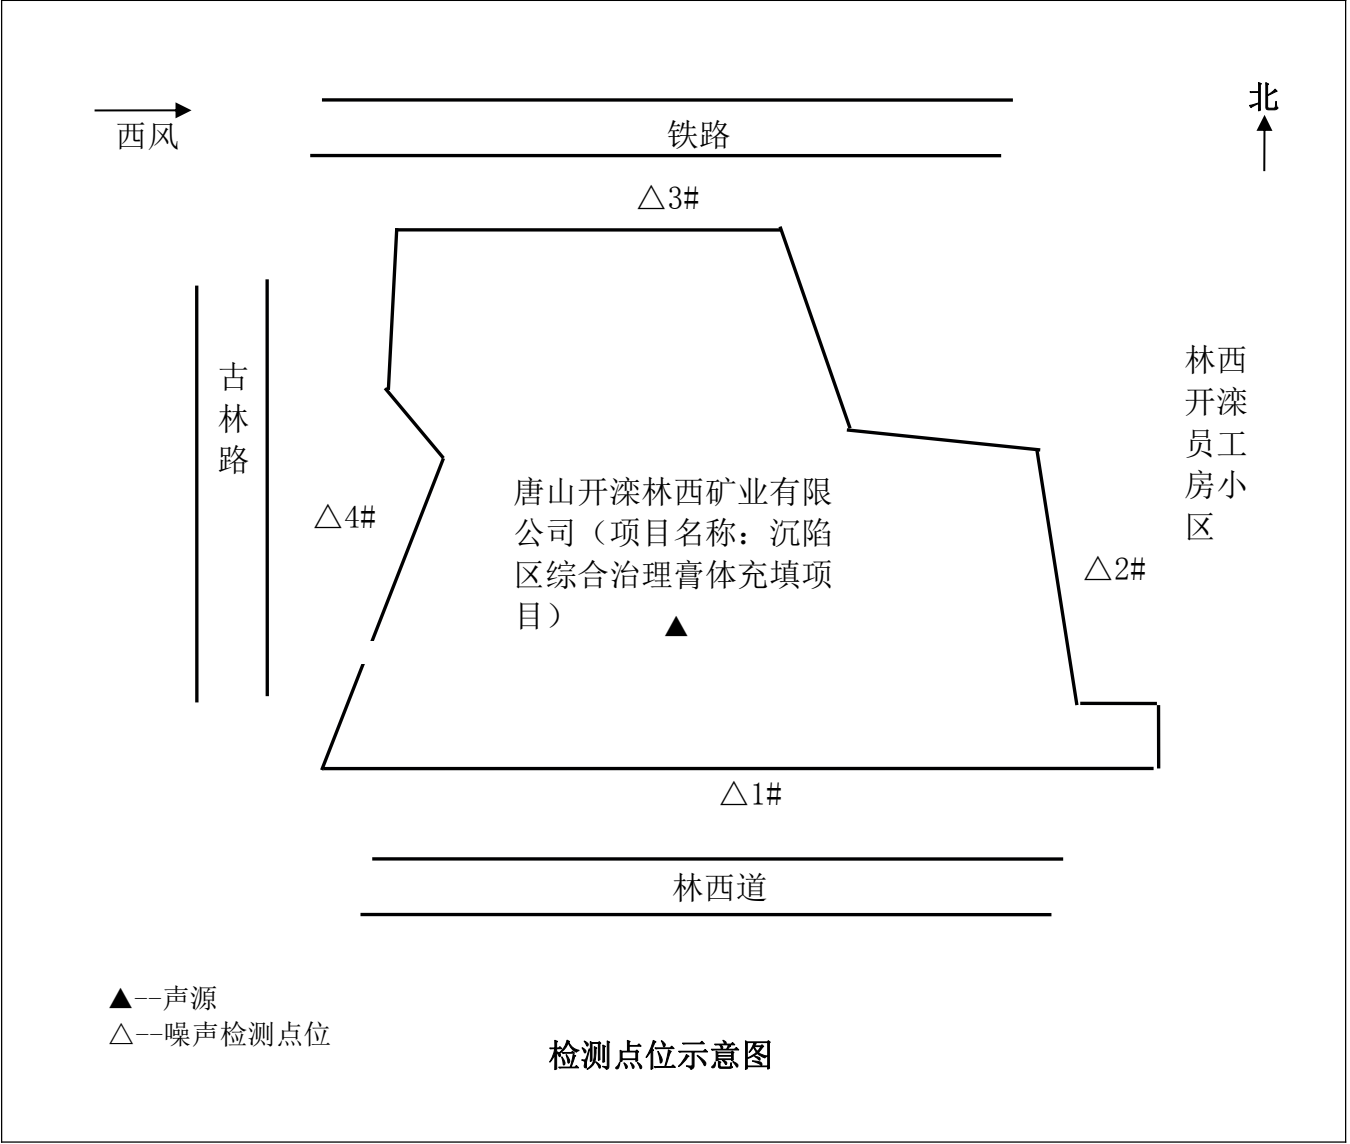 北
西风
铁路
△3#
古
林
路
林西
开滦
员工
房小
区
唐山开滦林西矿业有限
公司（项目名称：沉陷
区综合治理膏体充填项
目）
▲
△4#
△2#
△1#
林西道
▲--声源
△--噪声检测点位
检测点位示意图